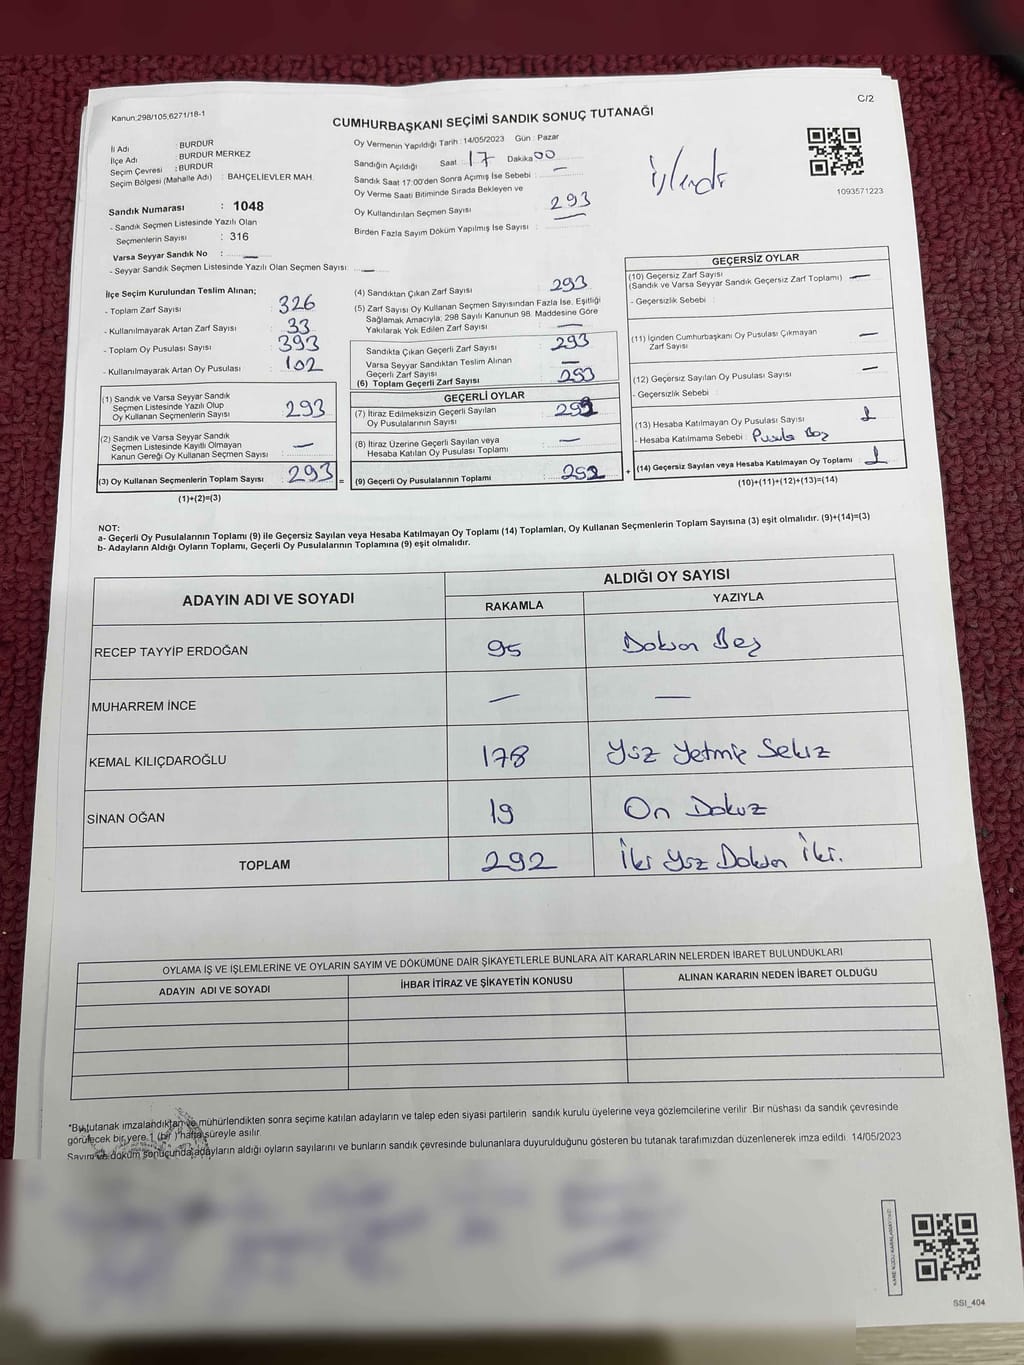 C/2
Kanun;298/105,6271/18-1
CUMHURBAŞKANI SEÇİMİ SANDIK SONUÇ TUTANAĞI
İl Adı : BURDUR
İlçe Adı : BURDUR MERKEZ
Seçim Çevresi : BURDUR
Seçim Bölgesi (Mahalle Adı) : BAHÇELİEVLER MAH.
Sandık Numarası : 1048
- Sandık Seçmen Listesinde Yazılı Olan
Seçmenlerin Sayısı : 316
Varsa Seyyar Sandık No : —
- Seyyar Sandık Seçmen Listesinde Yazılı Olan Seçmen Sayısı: —
Oy Vermenin Yapıldığı Tarih : 14/05/2023 Gün : Pazar
Sandığın Açıldığı Saat 17 Dakika 00
Sandık Saat 17:00'den Sonra Açımış İse Sebebi : —
Oy Verme Saati Bitiminde Sırada Bekleyen ve
Oy Kullandırılan Seçmen Sayısı 293
Birden Fazla Sayım Döküm Yapılmış İse Sayısı :
İşlendi
1093571223
İlçe Seçim Kurulundan Teslim Alınan;
- Toplam Zarf Sayısı 326
- Kullanılmayarak Artan Zarf Sayısı 33
- Toplam Oy Pusulası Sayısı 393
- Kullanılmayarak Artan Oy Pusulası 102
(1) Sandık ve Varsa Seyyar Sandık
Seçmen Listesinde Yazılı Olup
Oy Kullanan Seçmenlerin Sayısı : 293
(2) Sandık ve Varsa Seyyar Sandık
Seçmen Listesinde Kayıtlı Olmayan
Kanun Gereği Oy Kullanan Seçmen Sayısı : —
(3) Oy Kullanan Seçmenlerin Toplam Sayısı : 293 =
(1)+(2)=(3)
(4) Sandıktan Çıkan Zarf Sayısı 293
(5) Zarf Sayısı Oy Kullanan Seçmen Sayısından Fazla İse, Eşitliği
Sağlamak Amacıyla; 298 Sayılı Kanunun 98. Maddesine Göre
Yakılarak Yok Edilen Zarf Sayısı —
Sandıkta Çıkan Geçerli Zarf Sayısı 293
Varsa Seyyar Sandıktan Teslim Alınan
Geçerli Zarf Sayısı —
(6) Toplam Geçerli Zarf Sayısı 293
GEÇERLİ OYLAR
(7) İtiraz Edilmeksizin Geçerli Sayılan
Oy Pusulalarının Sayısı : 292
(8) İtiraz Üzerine Geçerli Sayılan veya
Hesaba Katılan Oy Pusulası Toplamı —
(9) Geçerli Oy Pusulalarının Toplamı : 292 +
GEÇERSİZ OYLAR
(10) Geçersiz Zarf Sayısı
(Sandık ve Varsa Seyyar Sandık Geçersiz Zarf Toplamı) —
- Geçersizlik Sebebi :
(11) İçinden Cumhurbaşkanı Oy Pusulası Çıkmayan
Zarf Sayısı —
(12) Geçersiz Sayılan Oy Pusulası Sayısı —
- Geçersizlik Sebebi :
(13) Hesaba Katılmayan Oy Pusulası Sayısı 1
- Hesaba Katılmama Sebebi : Pusula Boş
(14) Geçersiz Sayılan veya Hesaba Katılmayan Oy Toplamı 1
(10)+(11)+(12)+(13)=(14)
NOT:
a- Geçerli Oy Pusulalarının Toplamı (9) ile Geçersiz Sayılan veya Hesaba Katılmayan Oy Toplamı (14) Toplamları, Oy Kullanan Seçmenlerin Toplam Sayısına (3) eşit olmalıdır. (9)+(14)=(3)
b- Adayların Aldığı Oyların Toplamı, Geçerli Oy Pusulalarının Toplamına (9) eşit olmalıdır.
ADAYIN ADI VE SOYADI ALDIĞI OY SAYISI
RAKAMLA YAZIYLA
RECEP TAYYİP ERDOĞAN 95 Doksan Beş
MUHARREM İNCE — —
KEMAL KILIÇDAROĞLU 178 Yüz Yetmiş Sekiz
SİNAN OĞAN 19 On Dokuz
TOPLAM 292 İki Yüz Doksan İki.
OYLAMA İŞ VE İŞLEMLERİNE VE OYLARIN SAYIM VE DÖKÜMÜNE DAİR ŞİKAYETLERLE BUNLARA AİT KARARLARIN NELERDEN İBARET BULUNDUKLARI
ADAYIN ADI VE SOYADI İHBAR İTİRAZ VE ŞİKAYETİN KONUSU ALINAN KARARIN NEDEN İBARET OLDUĞU
*Bu tutanak imzalandıktan ve mühürlendikten sonra seçime katılan adayların ve talep eden siyasi partilerin sandık kurulu üyelerine veya gözlemcilerine verilir. Bir nüshası da sandık çevresinde
görülecek bir yere 1 (bir) hafta süreyle asılır.
Sayım ve döküm sonucunda adayların aldığı oyların sayılarını ve bunların sandık çevresinde bulunanlara duyurulduğunu gösteren bu tutanak tarafımızdan düzenlenerek imza edildi. 14/05/2023
SSI_404